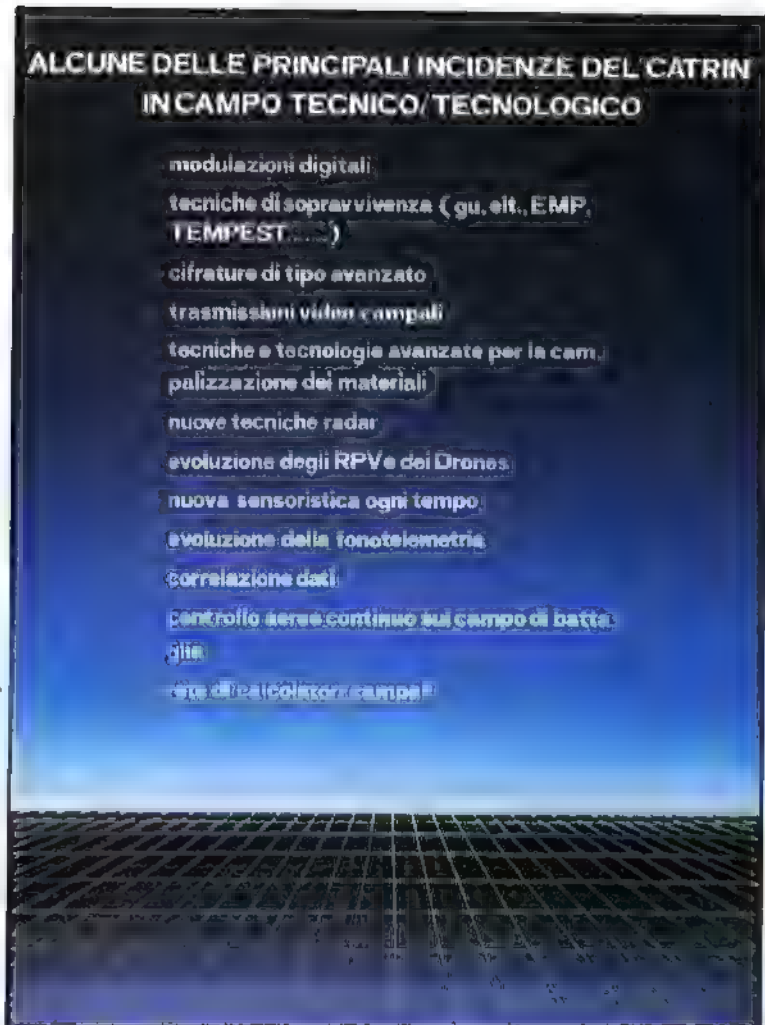 ALCUNE DELLE PRINCIPALI INCIDENZE DEL CATRIN
IN CAMPO TECNICO/TECNOLOGICO
modulazioni digitali
tecniche di sopravvivenza ( gu. elt., EMP,
TEMPEST )
cifrature di tipo avanzato
trasmissioni video campali
tecniche e tecnologie avanzate per la cam-
palizzazione dei materiali
nuove tecniche radar
evoluzione degli RPV e dei Drones
nuova sensoristica ogni tempo
evoluzione della fonotelemetria
correlazione dati
controllo aereo continuo sul campo di batta-
glia
calcolatori campali